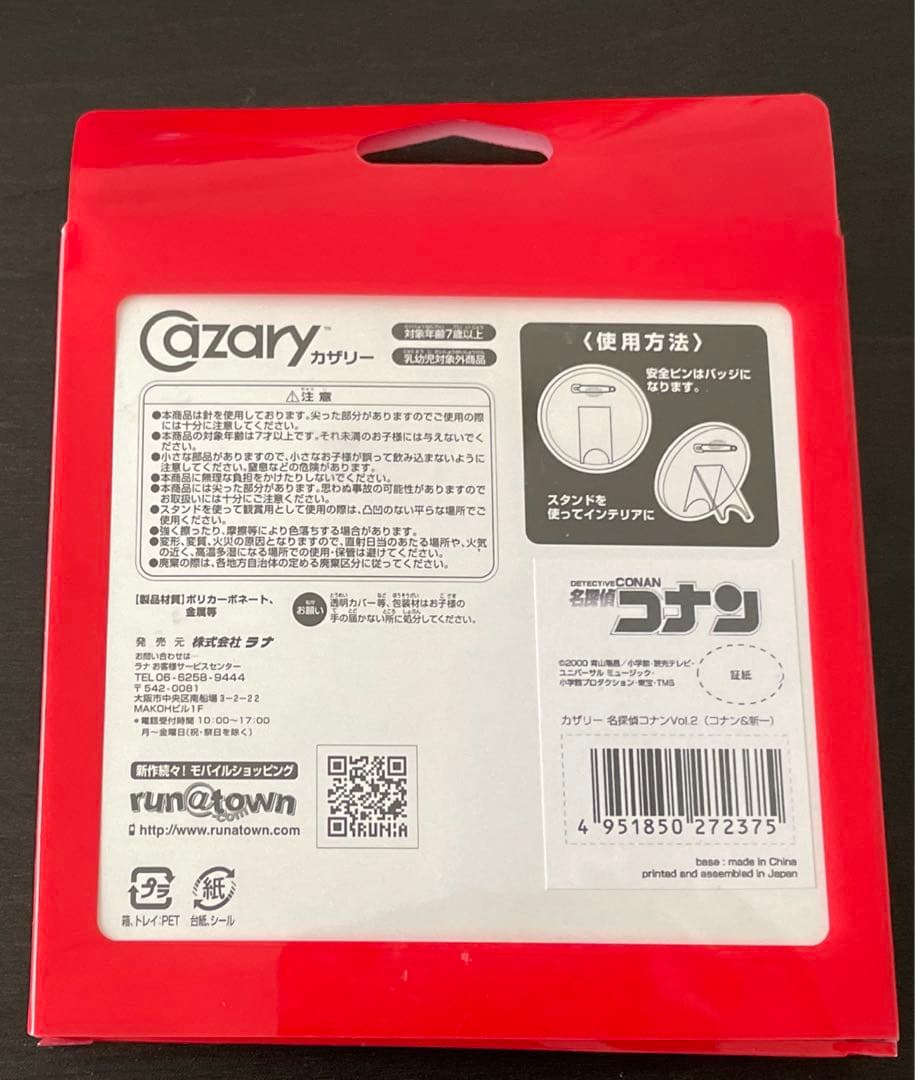 Cazary™
カザリー
対象年齢7歳以上
乳幼児対象外商品
⚠注意
●本商品は針を使用しております。尖った部分がありますのでご使用の際
には十分に注意してください。
●本商品の対象年齢は7才以上です。それ未満のお子様には与えないでく
ださい。
●小さな部品がありますので、小さなお子様が誤って飲み込まないように
注意してください。窒息などの危険があります。
●本商品に無理な負担をかけたりしないでください。
●本商品には尖った部分があります。思わぬ事故の可能性がありますので
お取扱いには十分にご注意ください。
●スタンドを使って観賞用として使用の際は、凸凹のない平らな場所でご
使用ください。
●強く擦ったり、摩擦等により色落ちする場合があります。
●変形、変質、火災の原因となりますので、直射日当のあたる場所や、火気
の近く、高温多湿になる場所での使用・保管は避けてください。
●廃棄の際は、各地方自治体の定める廃棄区分に従ってください。
【製品材質】ポリカーボネート、
金属等
お願い
透明カバー等、包装材はお子様の
手の届かない所に処分してください。
発売元 株式会社ラナ
お問い合わせは…
ラナ お客様サービスセンター
TEL06-6258-9444
〒542-0081
大阪市中央区南船場3-2-22
MAKOHビル1F
*電話受付時間 10:00〜17:00
月〜金曜日(祝・祭日を除く)
新作続々!モバイルショッピング
run@town
.com
http://www.runatown.com
RUNA
プラ
紙
箱、トレイ:PET
台紙、シール
〈使用方法〉
安全ピンはバッジに
なります。
スタンドを
使ってインテリアに
DETECTIVE CONAN
名探偵
コナン
©2000 青山剛昌/小学館・読売テレビ・
ユニバーサル ミュージック・
小学館プロダクション・東宝・TMS
証紙
カザリー 名探偵コナンVol.2(コナン&新一)
4 951850 272375
base : made in China
printed and assembled in Japan